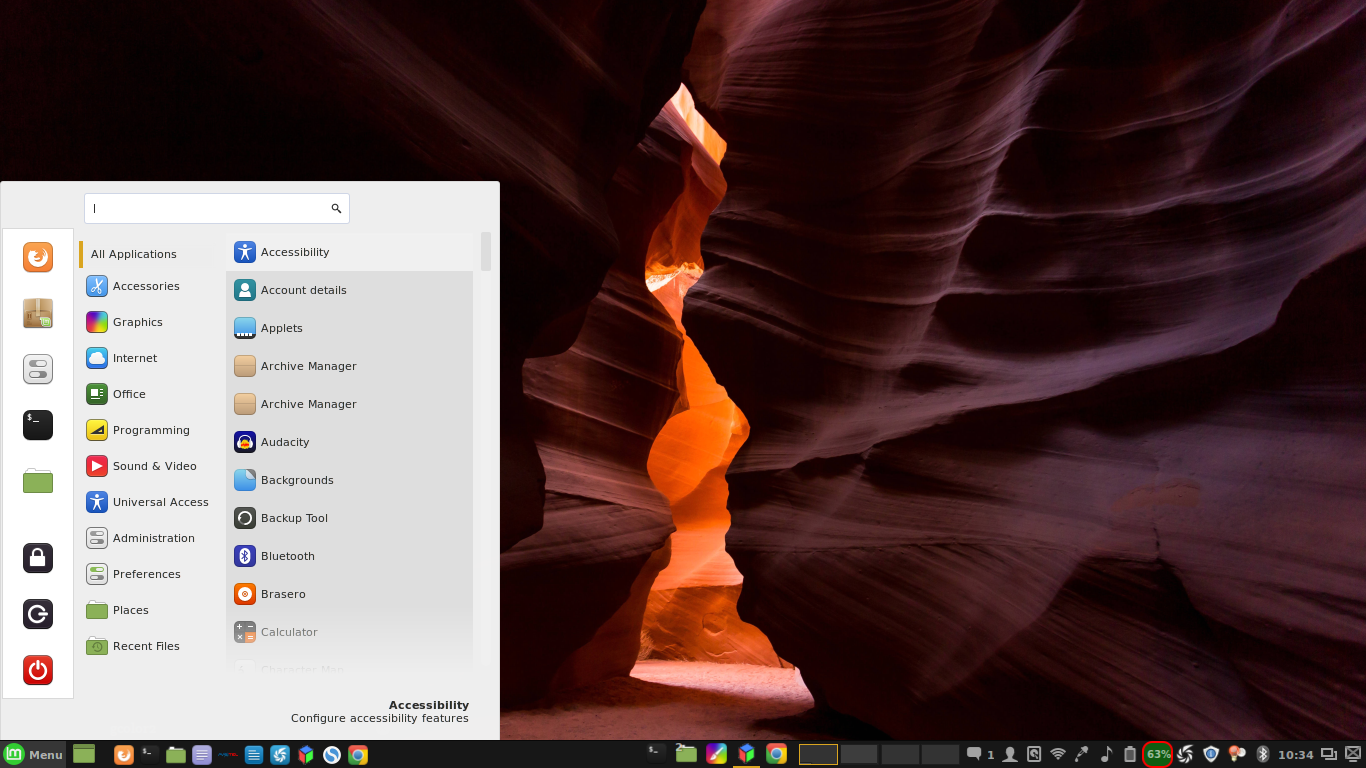 All Applications
Accessories
Graphics
Internet
Office
Programming
Sound & Video
Universal Access
Administration
Preferences
Places
Recent Files
Accessibility
Account details
Applets
Archive Manager
Archive Manager
Audacity
Backgrounds
Backup Tool
Bluetooth
Brasero
Calculator
Character Map
Accessibility
Configure accessibility features
$_
Menu
1
63%
10:34